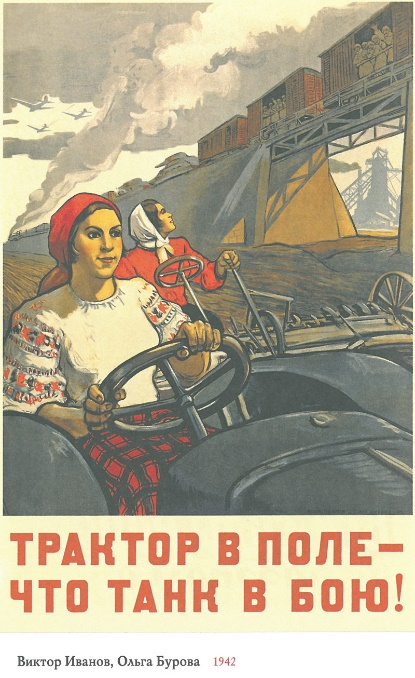 ТРАКТОР В ПОЛЕ–
ЧТО ТАНК В БОЮ!
Виктор Иванов, Ольга Бурова 1942